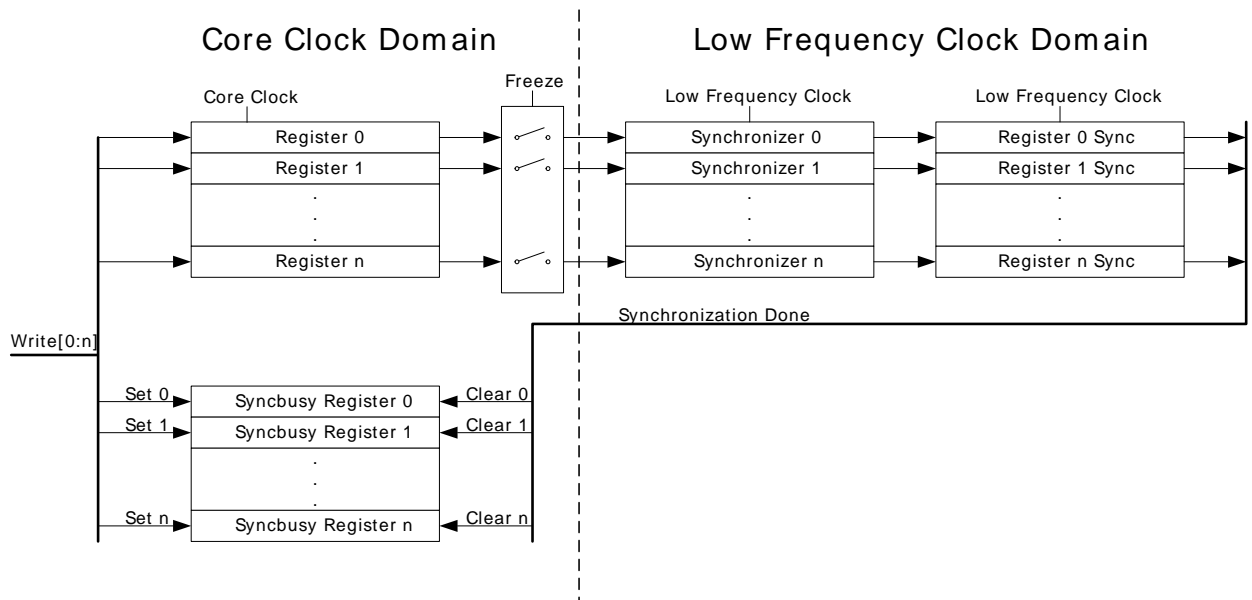 Core Clock Domain
Low Frequency Clock Domain
Freeze
Core Clock
Low Frequency Clock
Low Frequency Clock
Register 0
Synchronizer 0
Register 0 Sync
Register 1
Synchronizer 1
Register 1 Sync
.
.
.
.
.
.
.
.
.
Register n
Synchronizer n
Register n Sync
Synchronization Done
Write[0:n]
Set 0
Syncbusy Register 0
Clear 0
Set 1
Syncbusy Register 1
Clear 1
.
.
.
Set n
Syncbusy Register n
Clear n